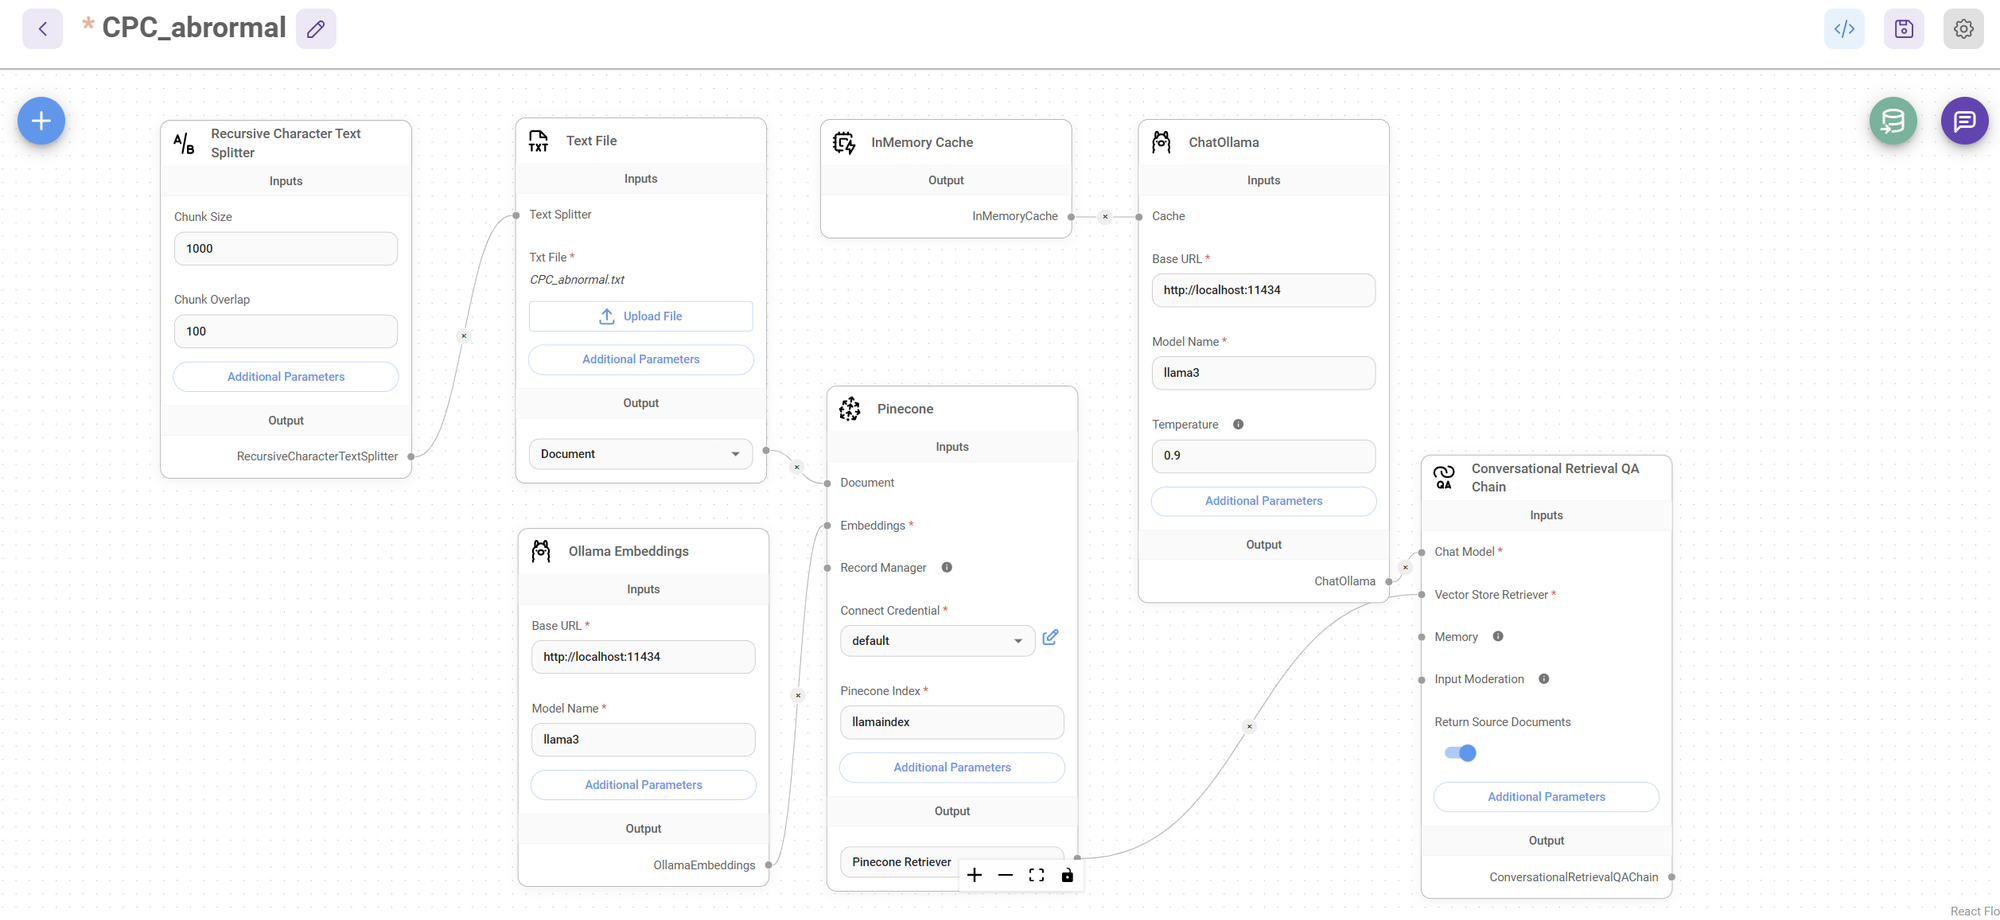 * CPC_abrormal
</>
Recursive Character Text
Splitter
Inputs
Chunk Size
1000
Chunk Overlap
100
Additional Parameters
Output
RecursiveCharacterTextSplitter
TXT
Text File
Inputs
Text Splitter
Txt File *
CPC_abnormal.txt
Upload File
Additional Parameters
Output
Document
Ollama Embeddings
Inputs
Base URL *
http://localhost:11434
Model Name *
llama3
Additional Parameters
Output
OllamaEmbeddings
InMemory Cache
Output
InMemoryCache
Pinecone
Inputs
Document
Embeddings *
Record Manager
Connect Credential *
default
Pinecone Index *
llamaindex
Additional Parameters
Output
Pinecone Retriever
ChatOllama
Inputs
Cache
Base URL *
http://localhost:11434
Model Name *
llama3
Temperature
0.9
Additional Parameters
Output
ChatOllama
QA
Conversational Retrieval QA
Chain
Inputs
Chat Model *
Vector Store Retriever *
Memory
Input Moderation
Return Source Documents
Additional Parameters
Output
ConversationalRetrievalQAChain
React Flo